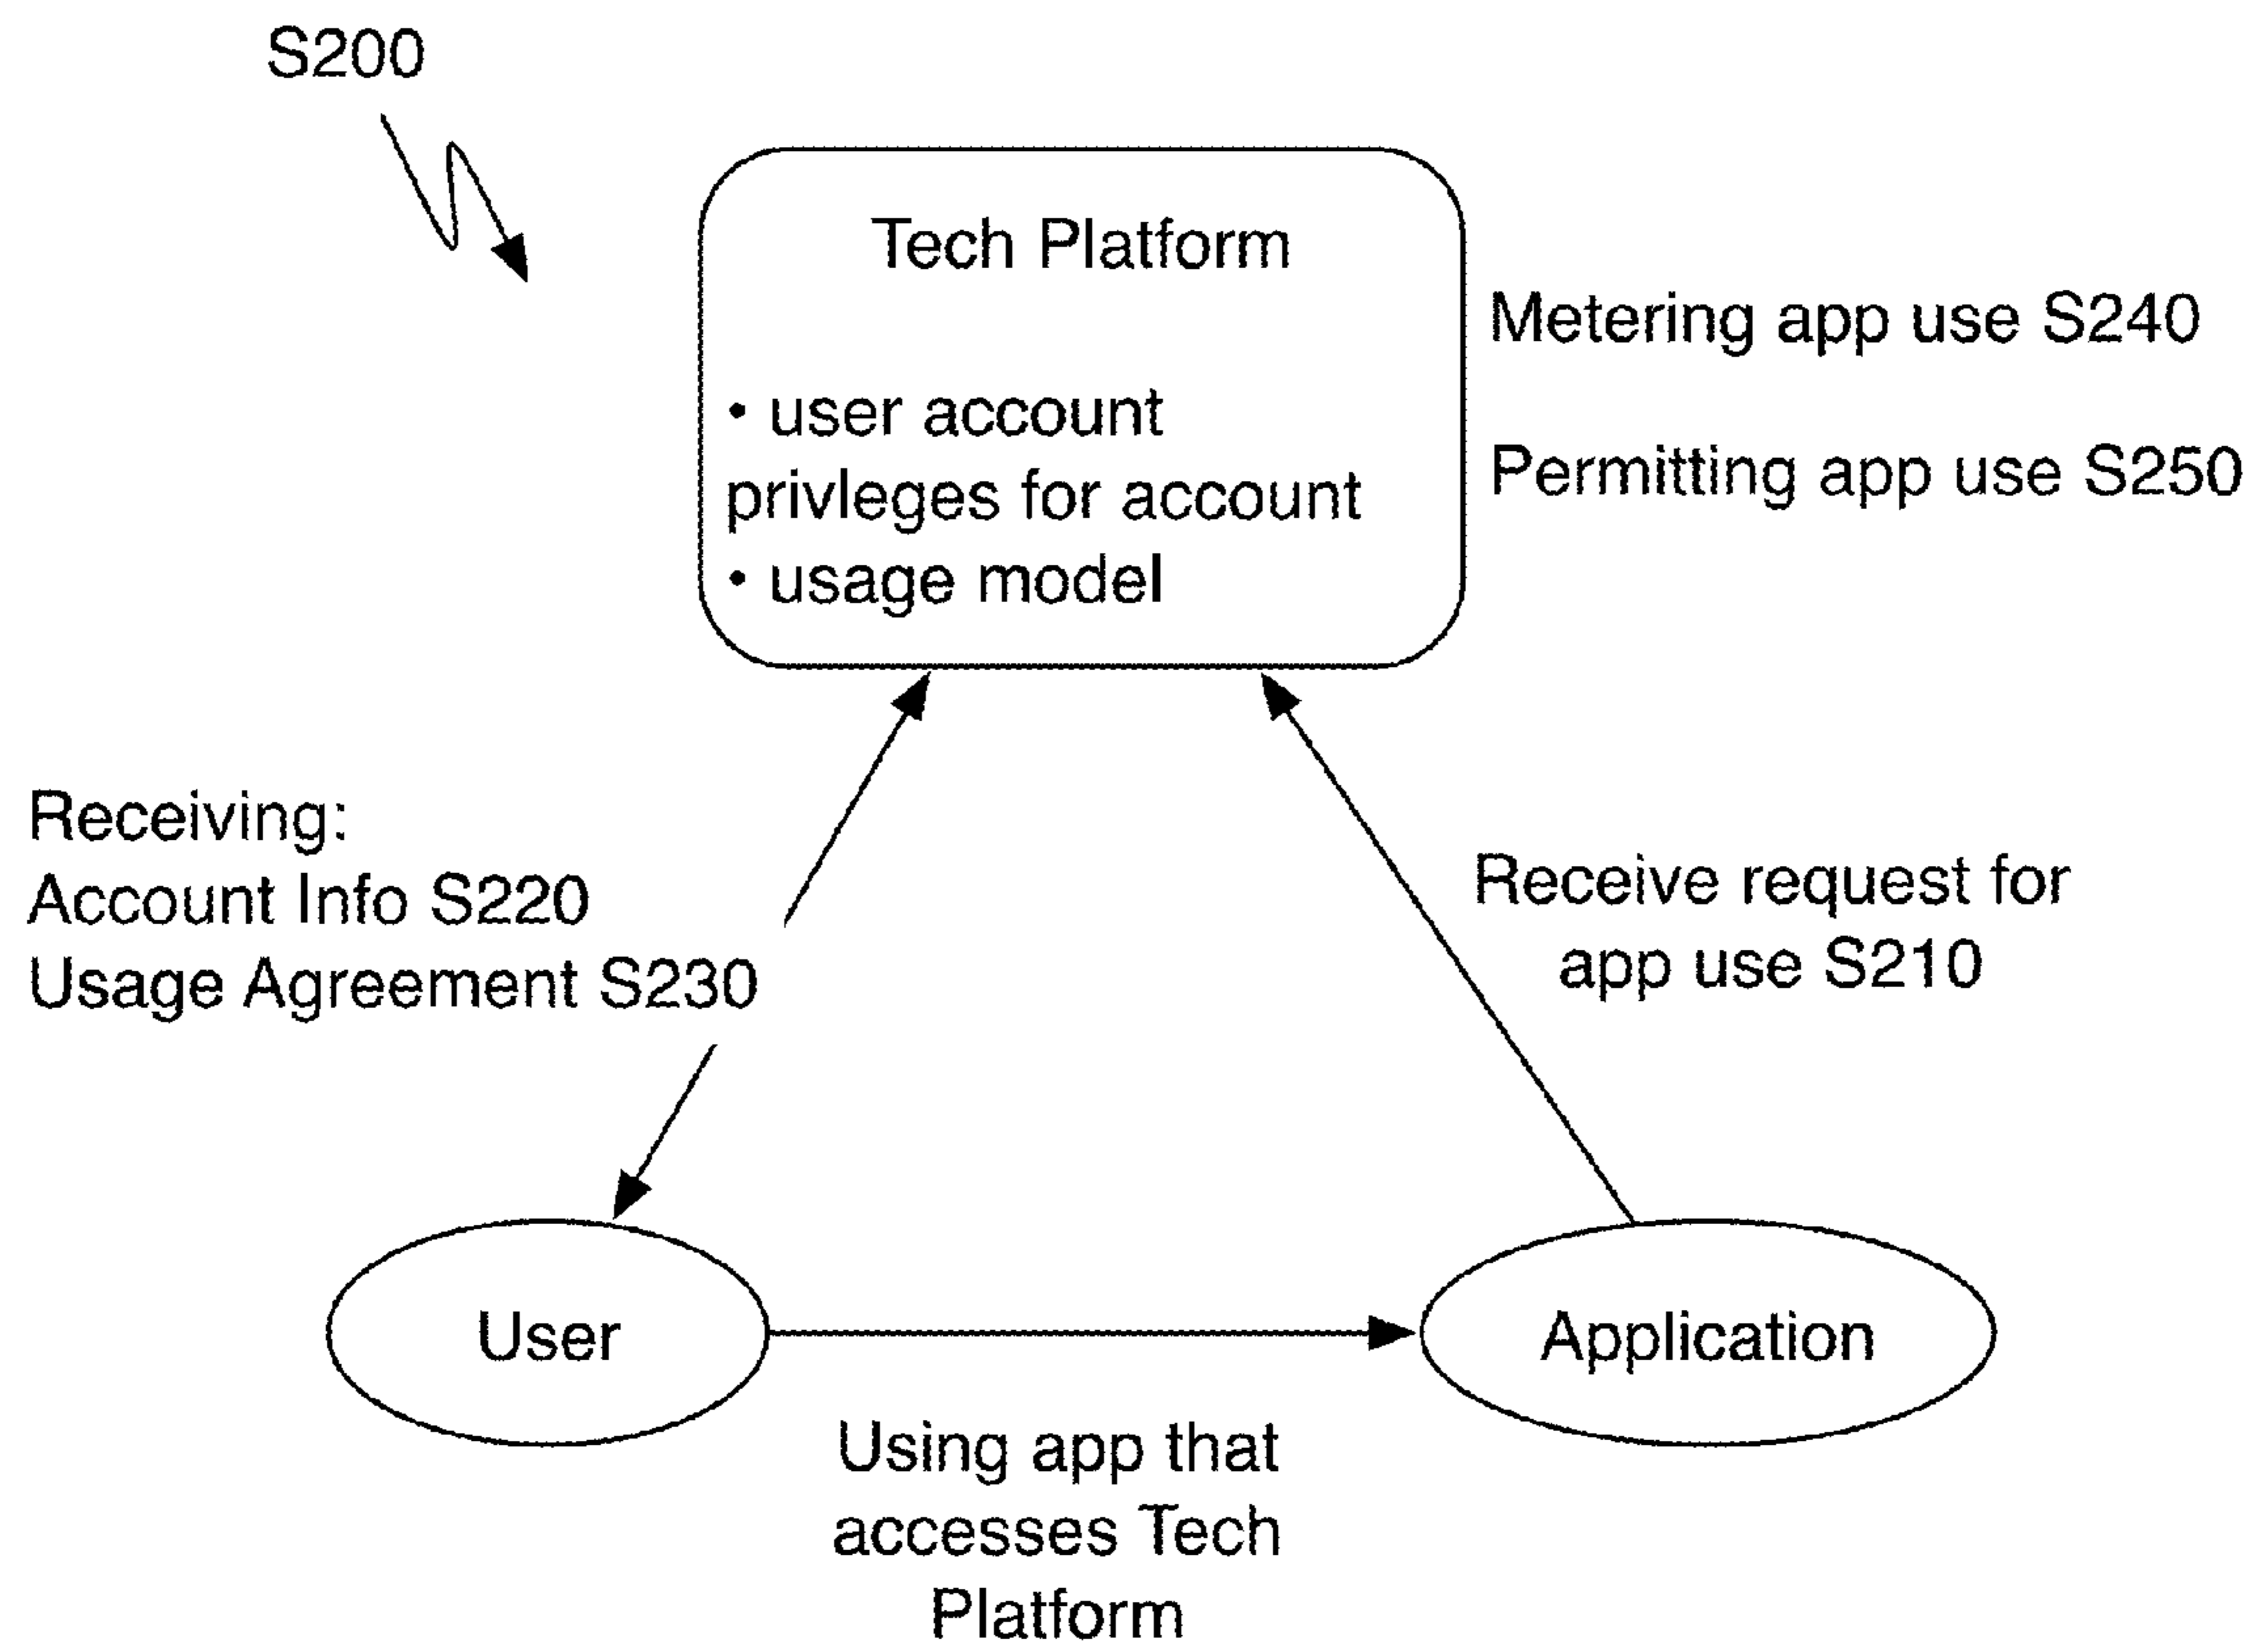 S200
Tech Platform
• user account
privleges for account
• usage model
Metering app use S240
Permitting app use S250
Receiving:
Account Info S220
Usage Agreement S230
Receive request for
app use S210
User
Application
Using app that
accesses Tech
Platform